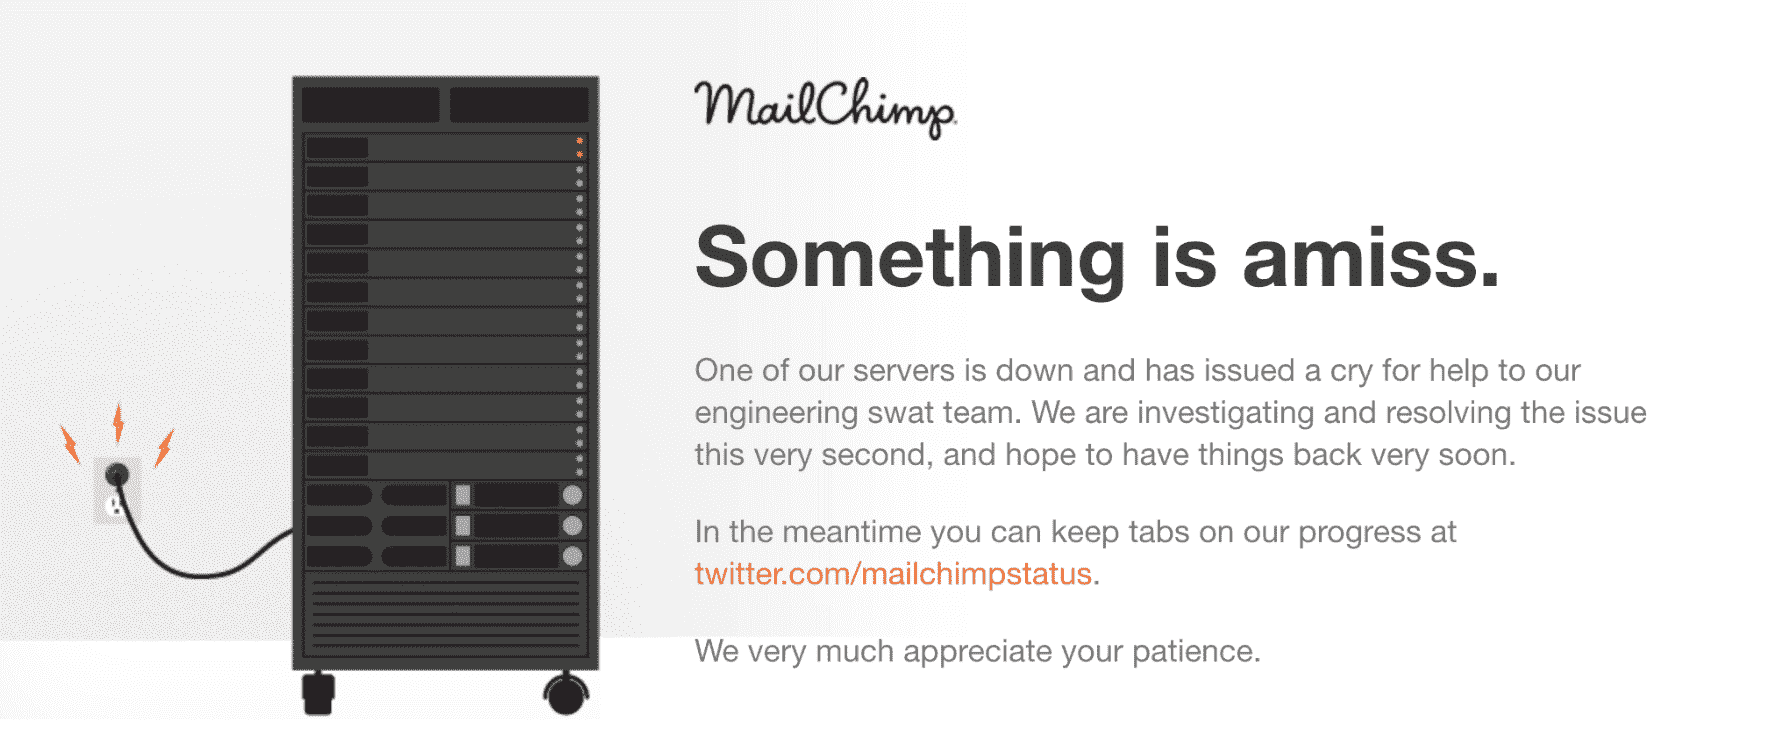 MailChimp
Something is amiss.
One of our servers is down and has issued a cry for help to our
engineering swat team. We are investigating and resolving the issue
this very second, and hope to have things back very soon.
In the meantime you can keep tabs on our progress at
twitter.com/mailchimpstatus.
We very much appreciate your patience.